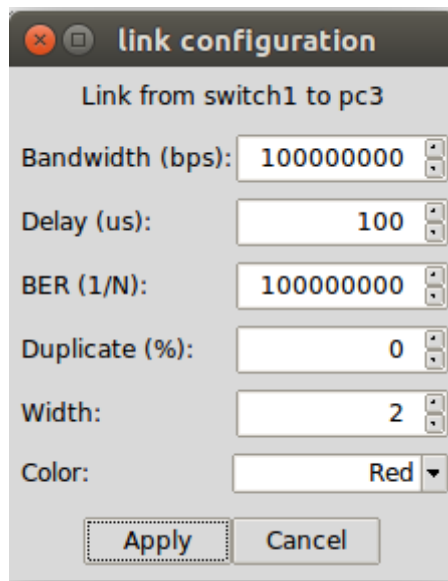 link configuration
Link from switch1 to pc3
Bandwidth (bps): 100000000
Delay (us): 100
BER (1/N): 100000000
Duplicate (%): 0
Width: 2
Color: Red
Apply Cancel